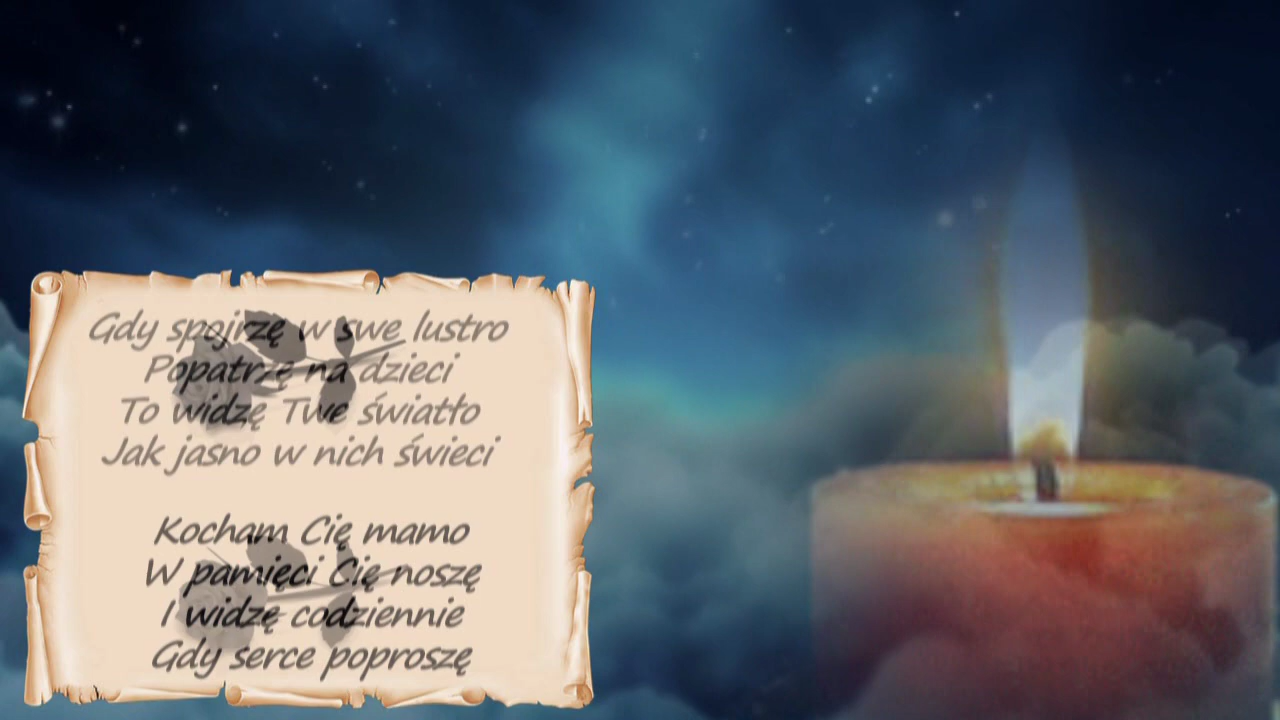 Gdy spojrzę w swe lustro
Popatrzę na dzieci
To widzę Twe światło
Jak jasno w nich świeci
Kocham Cię mamo
W pamięci Cię noszę
I widzę codziennie
Gdy serce poproszę